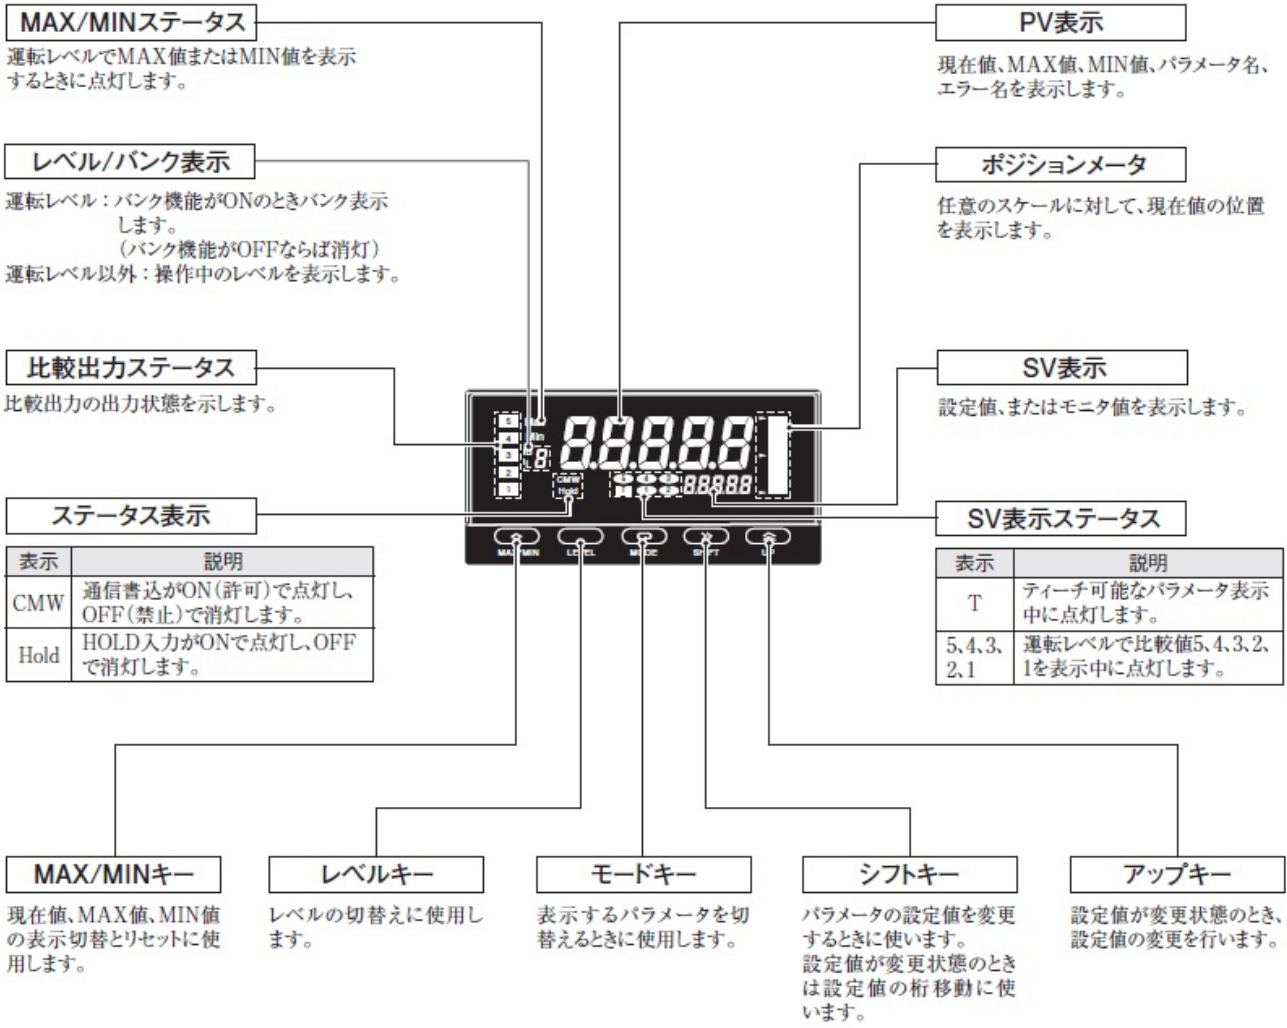 MAX/MINステータス
運転レベルでMAX値またはMIN値を表示
するときに点灯します。
レベル/バンク表示
運転レベル：バンク機能がONのときバンク表示
します。
（バンク機能がOFFならば消灯）
運転レベル以外：操作中のレベルを表示します。
比較出力ステータス
比較出力の出力状態を示します。
ステータス表示
表示 説明
CMW 通信書込がON（許可）で点灯し、
OFF（禁止）で消灯します。
Hold HOLD入力がONで点灯し、OFF
で消灯します。
PV表示
現在値、MAX値、MIN値、パラメータ名、
エラー名を表示します。
ポジションメータ
任意のスケールに対して、現在値の位置
を表示します。
SV表示
設定値、またはモニタ値を表示します。
SV表示ステータス
表示 説明
T ティーチ可能なパラメータ表示
中に点灯します。
5、4、3、
2、1 運転レベルで比較値5、4、3、2、
1を表示中に点灯します。
5
4
3
2
1
8
88888
CMW
Hold
88888
MAX/MIN LEVEL MODE SHIFT UP
MAX/MINキー
現在値、MAX値、MIN値
の表示切替とリセットに使
用します。
レベルキー
レベルの切替えに使用し
ます。
モードキー
表示するパラメータを切
替えるときに使用します。
シフトキー
パラメータの設定値を変更
するときに使います。
設定値が変更状態のとき
は設定値の桁移動に使
います。
アップキー
設定値が変更状態のとき、
設定値の変更を行います。